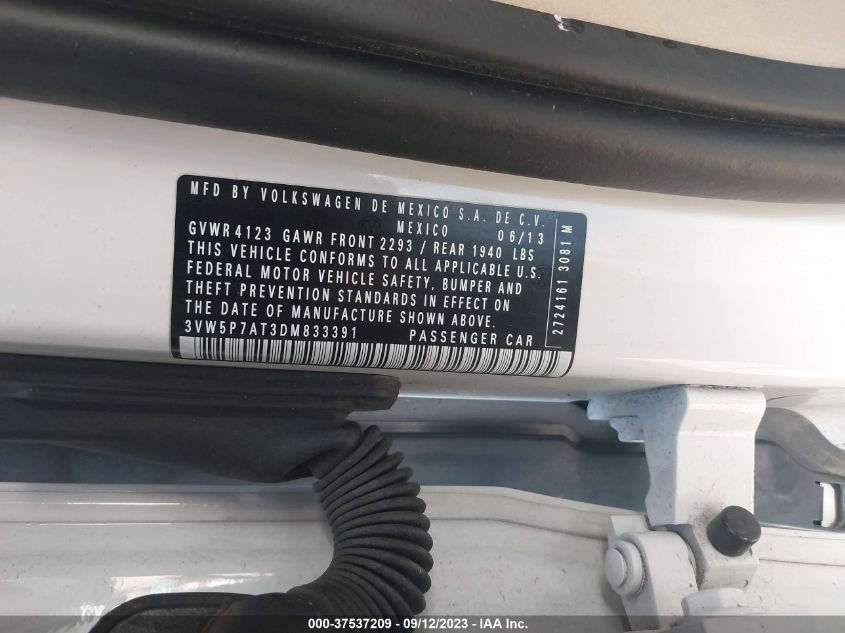 MFD BY VOLKSWAGEN DE MEXICO S.A. DE C.V.
MEXICO 06/13
GVWR 4123 GAWR FRONT 2293 / REAR 1940 LBS
THIS VEHICLE CONFORMS TO ALL APPLICABLE U.S.
FEDERAL MOTOR VEHICLE SAFETY, BUMPER AND
THEFT PREVENTION STANDARDS IN EFFECT ON
THE DATE OF MANUFACTURE SHOWN ABOVE.
3VW5P7AT3DM833391 PASSENGER CAR
2724161 3081 M
000-37537209 - 09/12/2023 - IAA Inc.